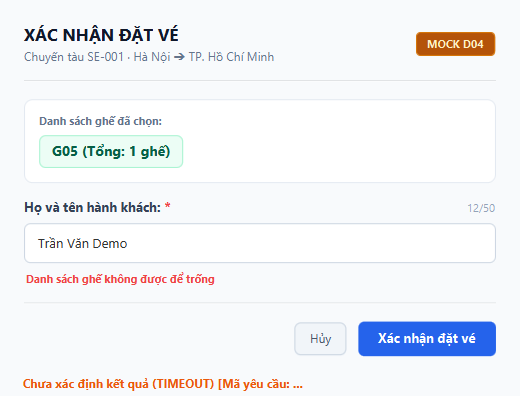 XÁC NHẬN ĐẶT VÉ
MOCK D04
Chuyến tàu SE-001 · Hà Nội ➔ TP. Hồ Chí Minh
Danh sách ghế đã chọn:
G05 (Tổng: 1 ghế)
Họ và tên hành khách: *
12/50
Trần Văn Demo
Danh sách ghế không được để trống
Hủy
Xác nhận đặt vé
Chưa xác định kết quả (TIMEOUT) [Mã yêu cầu: ...